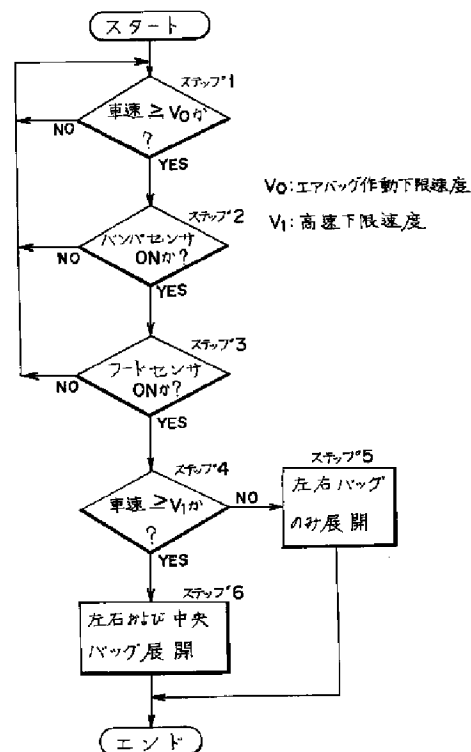 スタート
ステップ1
車速 ≧ V0か
?
NO
YES
V0:エアバッグ作動下限速度
V1:高速下限速度
ステップ2
バンパセンサ
ONか?
NO
YES
ステップ3
フードセンサ
ONか?
NO
YES
ステップ4
車速 ≧ V1か
?
NO
YES
ステップ5
左右バッグ
のみ展開
ステップ6
左右および中央
バッグ展開
エンド